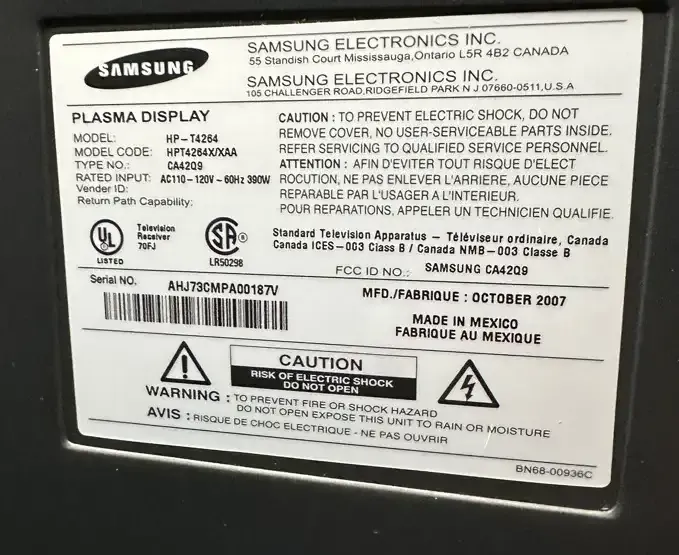 SAMSUNG
SAMSUNG ELECTRONICS INC.
55 Standish Court Mississauga, Ontario L5R 4B2 CANADA
SAMSUNG ELECTRONICS INC.
105 CHALLENGER ROAD, RIDGEFIELD PARK N J 07660-0511, U.S.A
PLASMA DISPLAY
MODEL: HP-T4264
MODEL CODE: HPT4264X/XAA
TYPE NO.: CA42Q9
RATED INPUT: AC110-120V~60Hz 390W
Vender ID:
Return Path Capability:
CAUTION : TO PREVENT ELECTRIC SHOCK, DO NOT
REMOVE COVER, NO USER-SERVICEABLE PARTS INSIDE.
REFER SERVICING TO QUALIFIED SERVICE PERSONNEL.
ATTENTION : AFIN D'EVITER TOUT RISQUE D'ELECT
ROCUTION, NE PAS ENLEVER L'ARRIERE, AUCUNE PIECE
REPARABLE PAR L'USAGER A L'INTERIEUR.
POUR REPARATIONS, APPELER UN TECHNICIEN QUALIFIE.
UL
LISTED
Television
Receiver
70FJ
SA
LR50298
Standard Television Apparatus - Téléviseur ordinaire, Canada
Canada ICES-003 Class B / Canada NMB-003 Classe B
FCC ID NO.: SAMSUNG CA42Q9
Serial NO. AHJ73CMPA00187V
MFD./FABRIQUE : OCTOBER 2007
MADE IN MEXICO
FABRIQUE AU MEXIQUE
CAUTION
RISK OF ELECTRIC SHOCK
DO NOT OPEN
WARNING : TO PREVENT FIRE OR SHOCK HAZARD
DO NOT OPEN EXPOSE THIS UNIT TO RAIN OR MOISTURE
AVIS : RISQUE DE CHOC ELECTRIQUE - NE PAS OUVRIR
BN68-00936C